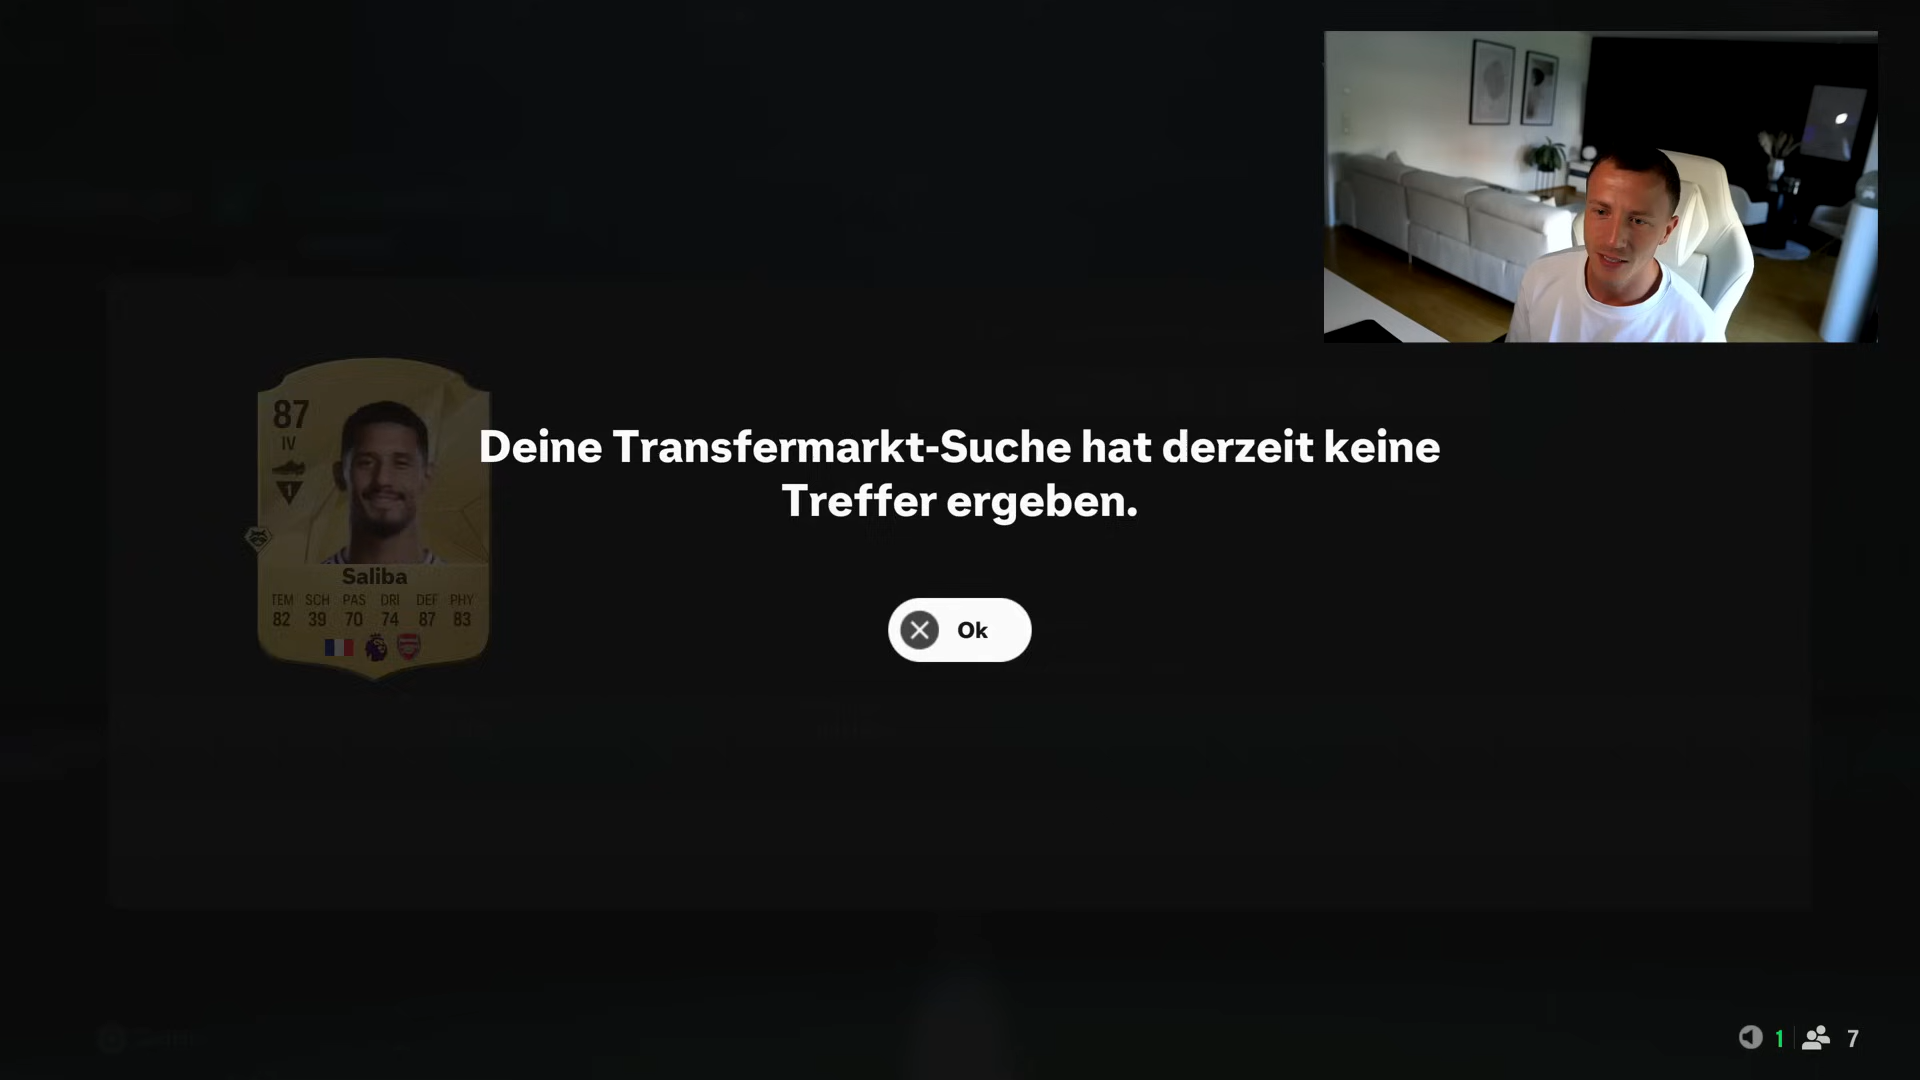 87
IV
1
Deine Transfermarkt-Suche hat derzeit keine
Treffer ergeben.
Saliba
TEM SCH PAS DRI DEF PHY
82 39 70 74 87 83
Ok
1 7